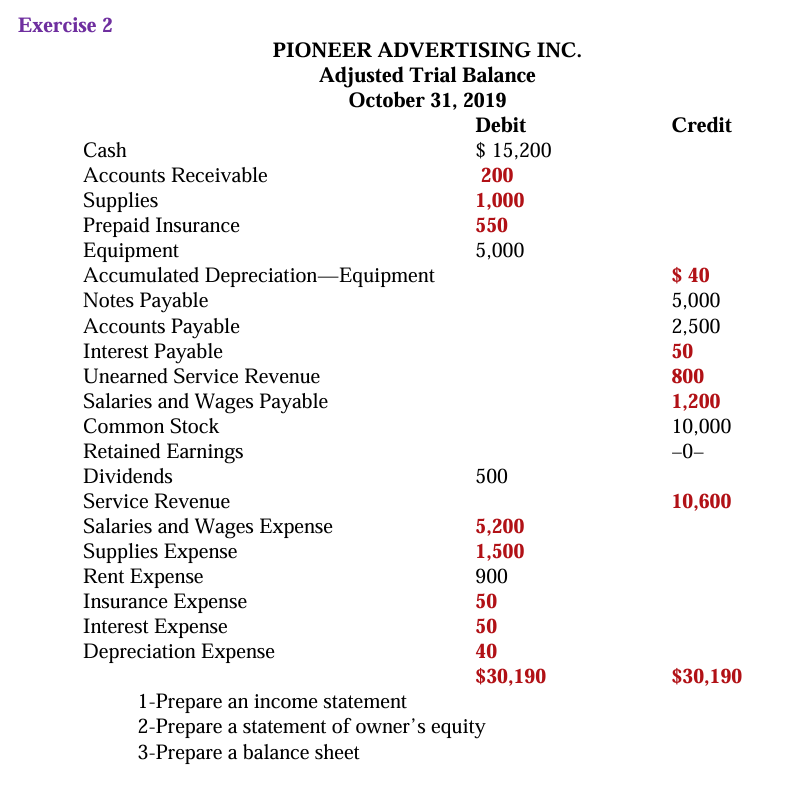 Exercise 2
PIONEER ADVERTISING INC.
Adjusted Trial Balance
October 31, 2019
Debit Credit
Cash $ 15,200
Accounts Receivable 200
Supplies 1,000
Prepaid Insurance 550
Equipment 5,000
Accumulated Depreciation—Equipment $ 40
Notes Payable 5,000
Accounts Payable 2,500
Interest Payable 50
Unearned Service Revenue 800
Salaries and Wages Payable 1,200
Common Stock 10,000
Retained Earnings –0–
Dividends 500
Service Revenue 10,600
Salaries and Wages Expense 5,200
Supplies Expense 1,500
Rent Expense 900
Insurance Expense 50
Interest Expense 50
Depreciation Expense 40
$30,190 $30,190
1-Prepare an income statement
2-Prepare a statement of owner’s equity
3-Prepare a balance sheet